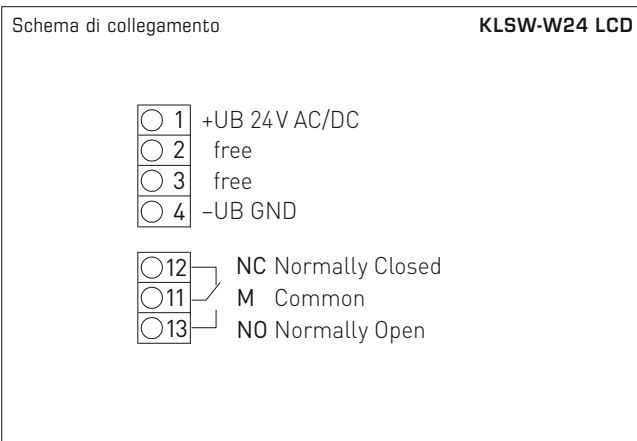 Schema di collegamento KLSW-W24 LCD
1 +UB 24 V AC/DC
2 free
3 free
4 –UB GND
12 NC Normally Closed
11 M Common
13 NO Normally Open